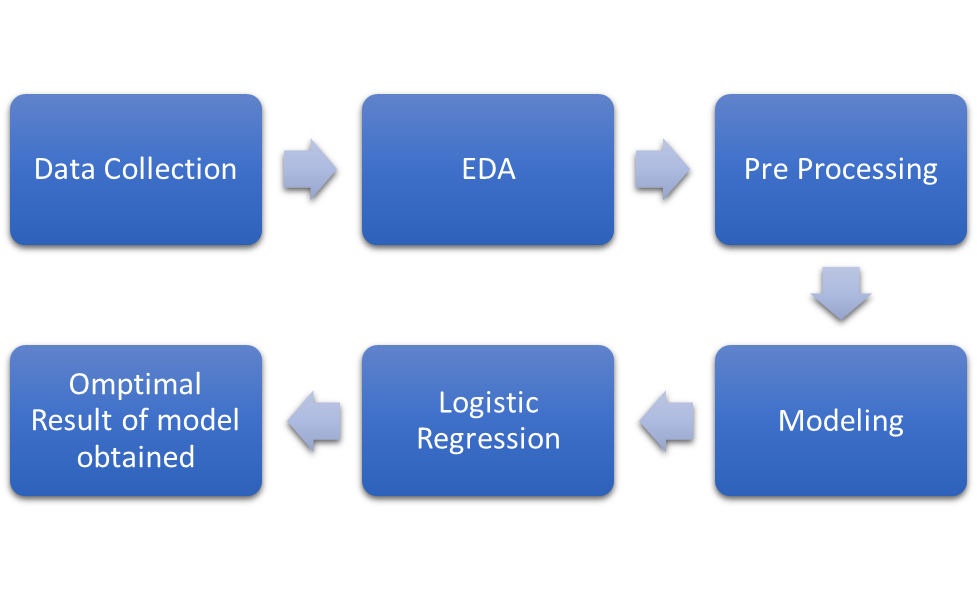 Data Collection
EDA
Pre Processing
Modeling
Logistic
Regression
Omptimal
Result of model
obtained